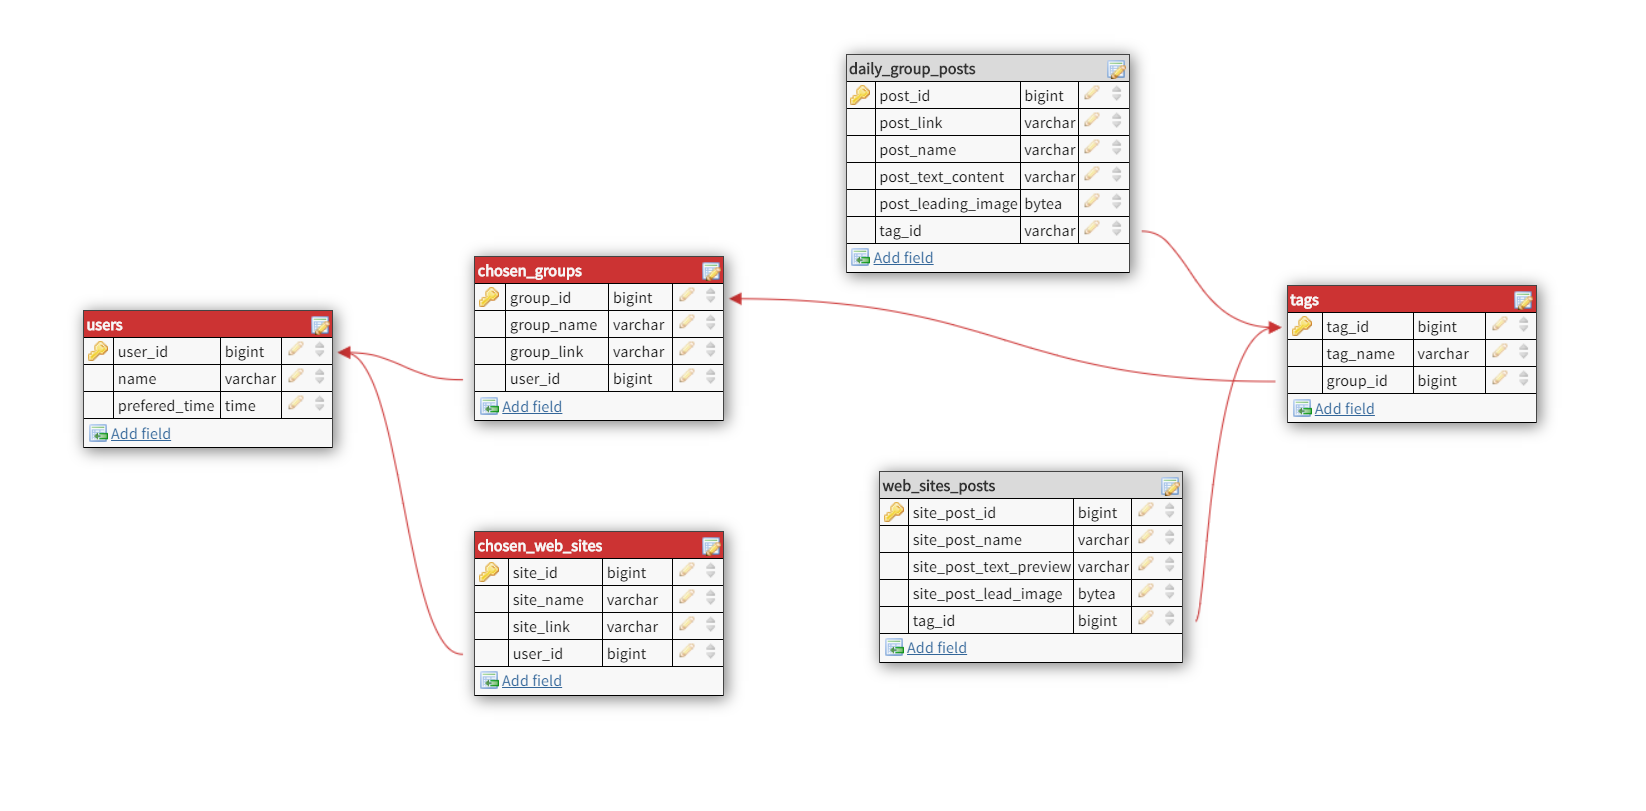 daily_group_posts
post_id bigint
post_link varchar
post_name varchar
post_text_content varchar
post_leading_image bytea
tag_id varchar
Add field
chosen_groups
group_id bigint
group_name varchar
group_link varchar
user_id bigint
Add field
tags
tag_id bigint
tag_name varchar
group_id bigint
Add field
users
user_id bigint
name varchar
prefered_time time
Add field
web_sites_posts
site_post_id bigint
site_post_name varchar
site_post_text_preview varchar
site_post_lead_image bytea
tag_id bigint
Add field
chosen_web_sites
site_id bigint
site_name varchar
site_link varchar
user_id bigint
Add field